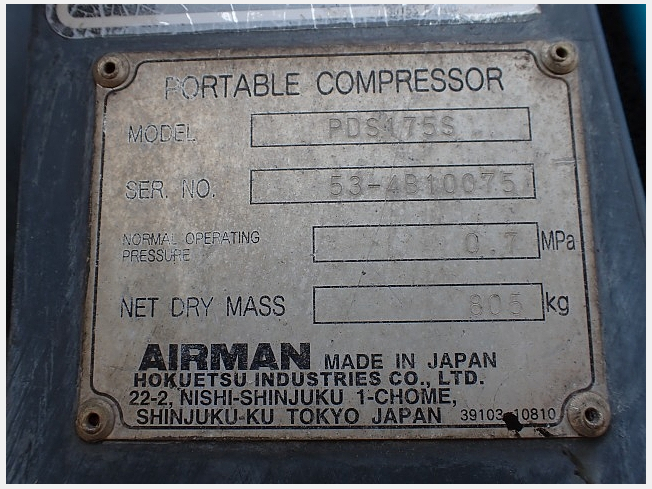 PORTABLE COMPRESSOR
MODEL PDS175S
SER. NO. 53-4B10075
NORMAL OPERATING
PRESSURE 0.7 MPa
NET DRY MASS 805 kg
AIRMAN MADE IN JAPAN
HOKUETSU INDUSTRIES CO., LTD.
22-2, NISHI-SHINJUKU 1-CHOME,
SHINJUKU-KU TOKYO JAPAN 39103 10810